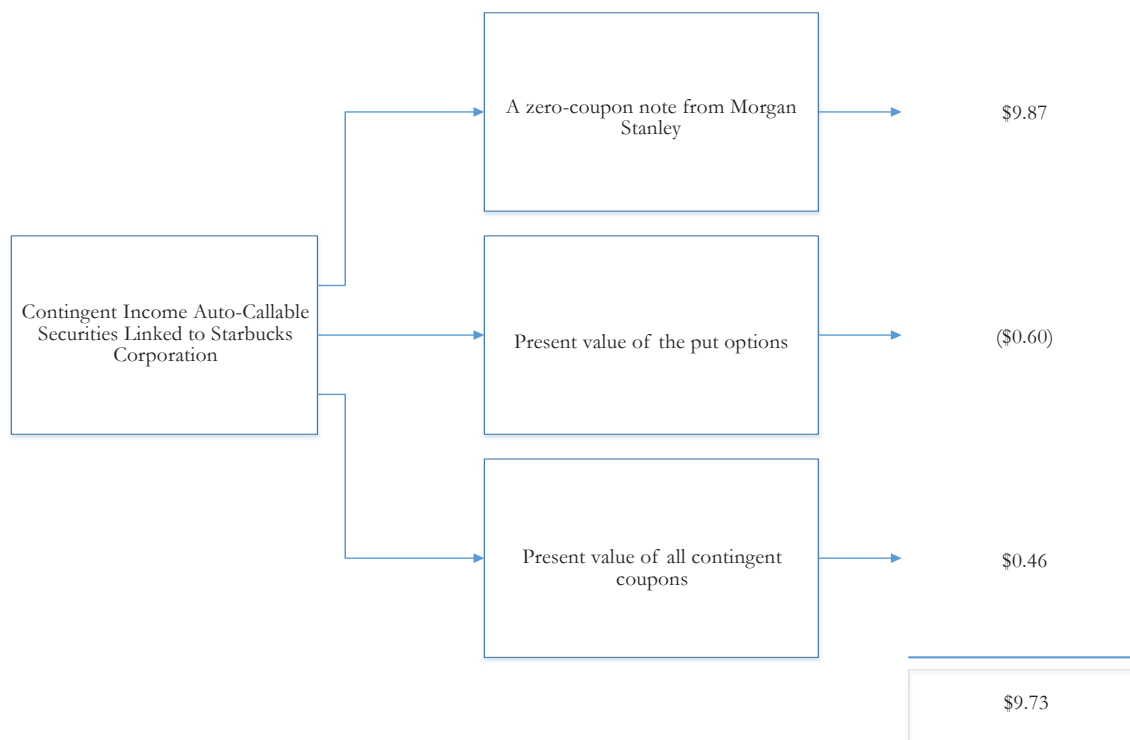 A zero-coupon note from Morgan
Stanley
$9.87
Contingent Income Auto-Callable
Securities Linked to Starbucks
Corporation
Present value of the put options
($0.60)
Present value of all contingent
coupons
$0.46
$9.73